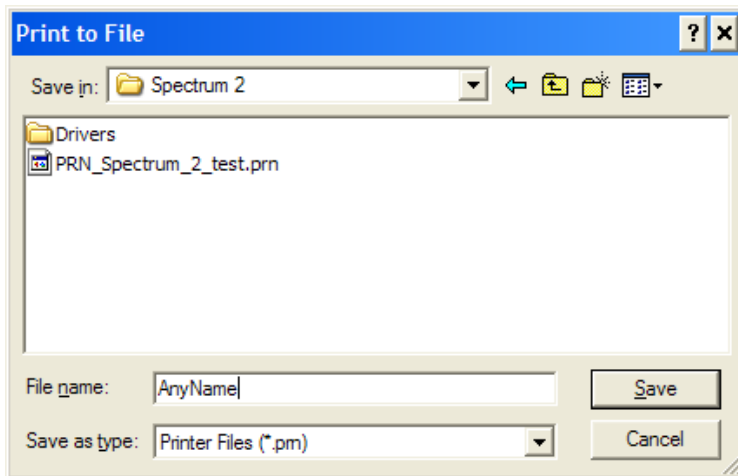 Print to File
Save in: Spectrum 2
Drivers
PRN_Spectrum_2_test.prn
File name: AnyName
Save
Save as type: Printer Files (*.prn)
Cancel